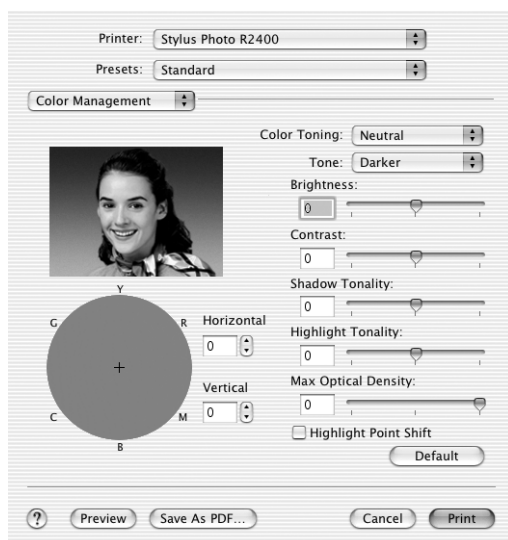 Printer: Stylus Photo R2400
Presets: Standard
Color Management
Color Toning: Neutral
Tone: Darker
Brightness:
0
Contrast:
0
Shadow Tonality:
0
Highlight Tonality:
0
Max Optical Density:
0
Highlight Point Shift
Default
Y
G R
C M
B
Horizontal
0
Vertical
0
? Preview Save As PDF... Cancel Print